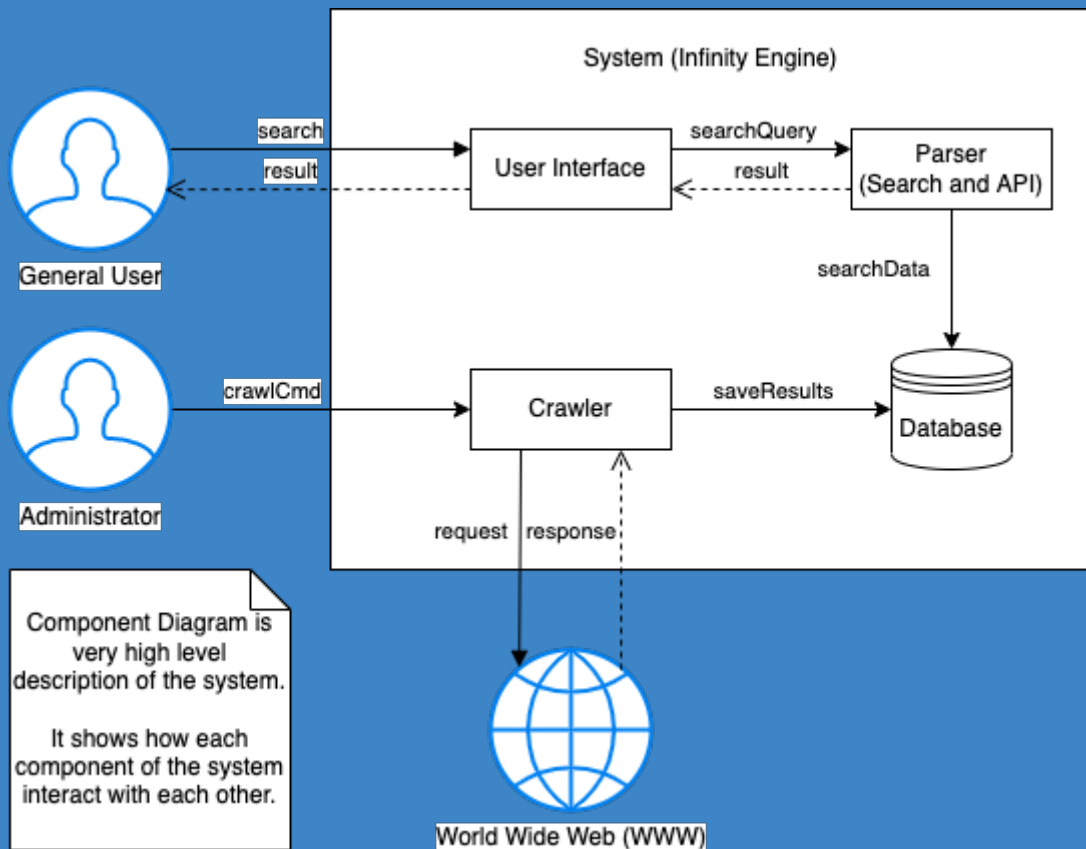 System (Infinity Engine)
search
result
User Interface
searchQuery
result
Parser
(Search and API)
General User
searchData
crawlCmd
Crawler
saveResults
Database
Administrator
request
response
Component Diagram is
very high level
description of the system.
It shows how each
component of the system
interact with each other.
World Wide Web (WWW)